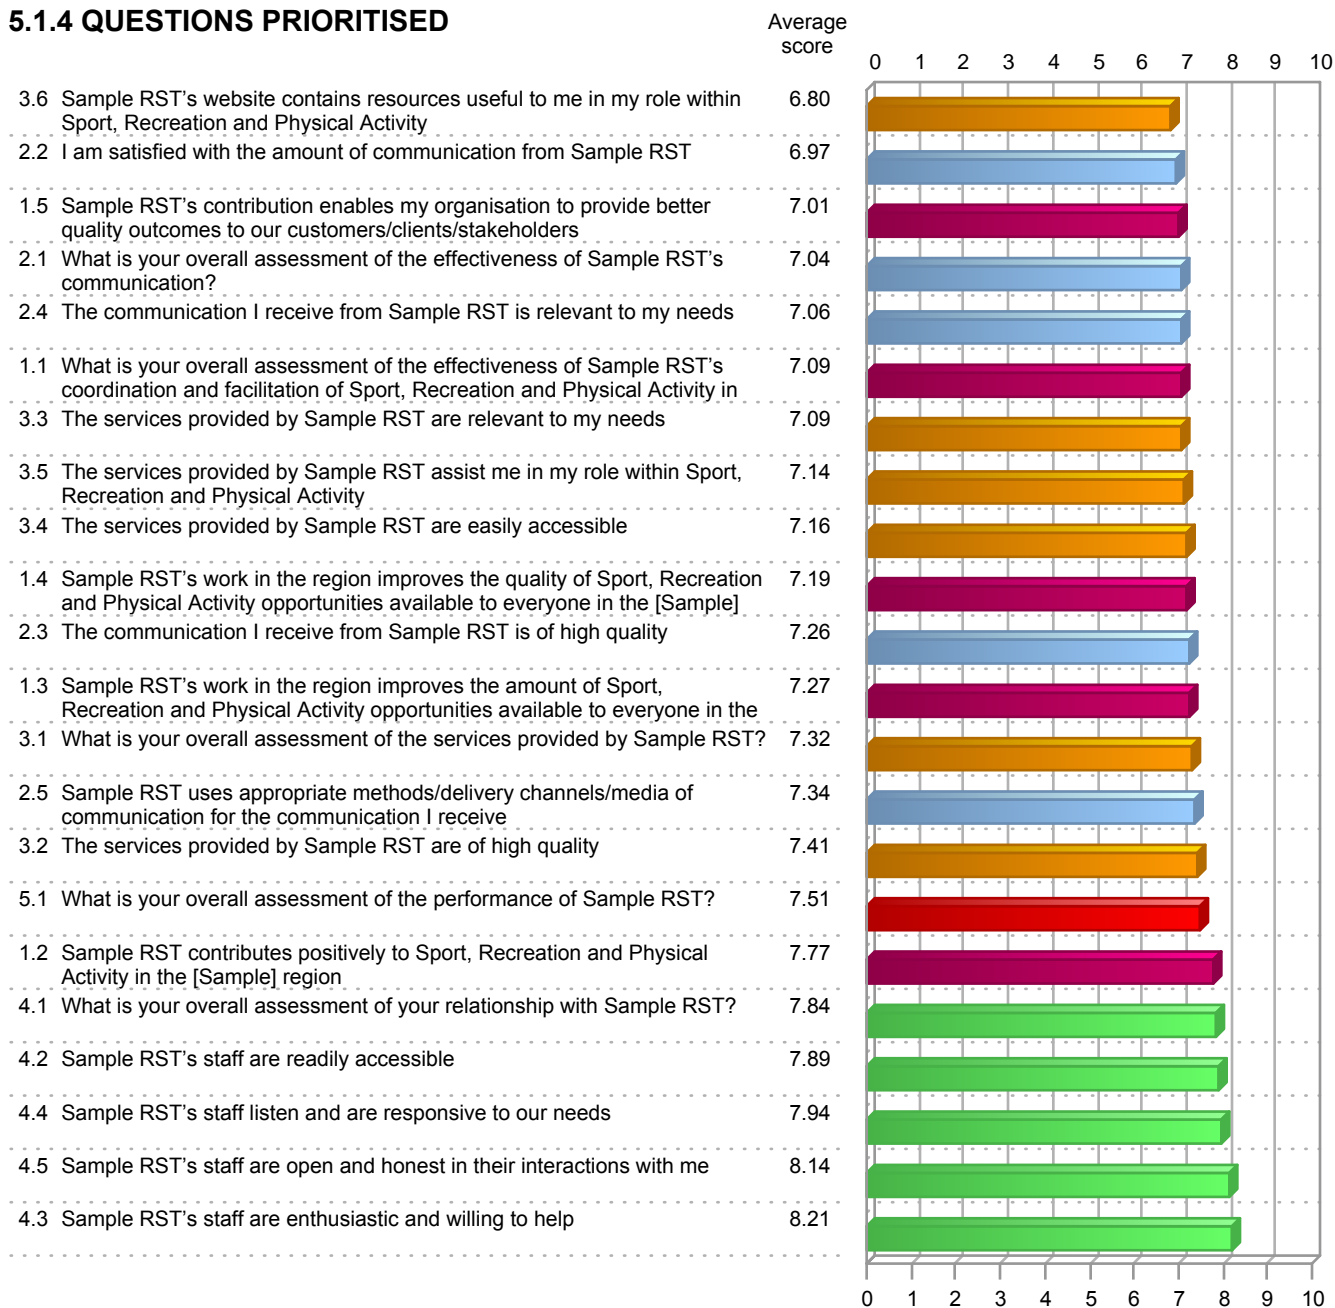 5.1.4 QUESTIONS PRIORITISED
Average
score
0 1 2 3 4 5 6 7 8 9 10
3.6 Sample RST’s website contains resources useful to me in my role within 6.80
Sport, Recreation and Physical Activity
2.2 I am satisfied with the amount of communication from Sample RST 6.97
1.5 Sample RST’s contribution enables my organisation to provide better 7.01
quality outcomes to our customers/clients/stakeholders
2.1 What is your overall assessment of the effectiveness of Sample RST’s 7.04
communication?
2.4 The communication I receive from Sample RST is relevant to my needs 7.06
1.1 What is your overall assessment of the effectiveness of Sample RST’s 7.09
coordination and facilitation of Sport, Recreation and Physical Activity in
3.3 The services provided by Sample RST are relevant to my needs 7.09
3.5 The services provided by Sample RST assist me in my role within Sport, 7.14
Recreation and Physical Activity
3.4 The services provided by Sample RST are easily accessible 7.16
1.4 Sample RST’s work in the region improves the quality of Sport, Recreation 7.19
and Physical Activity opportunities available to everyone in the [Sample]
2.3 The communication I receive from Sample RST is of high quality 7.26
1.3 Sample RST’s work in the region improves the amount of Sport, 7.27
Recreation and Physical Activity opportunities available to everyone in the
3.1 What is your overall assessment of the services provided by Sample RST? 7.32
2.5 Sample RST uses appropriate methods/delivery channels/media of 7.34
communication for the communication I receive
3.2 The services provided by Sample RST are of high quality 7.41
5.1 What is your overall assessment of the performance of Sample RST? 7.51
1.2 Sample RST contributes positively to Sport, Recreation and Physical 7.77
Activity in the [Sample] region
4.1 What is your overall assessment of your relationship with Sample RST? 7.84
4.2 Sample RST’s staff are readily accessible 7.89
4.4 Sample RST’s staff listen and are responsive to our needs 7.94
4.5 Sample RST’s staff are open and honest in their interactions with me 8.14
4.3 Sample RST’s staff are enthusiastic and willing to help 8.21
0 1 2 3 4 5 6 7 8 9 10